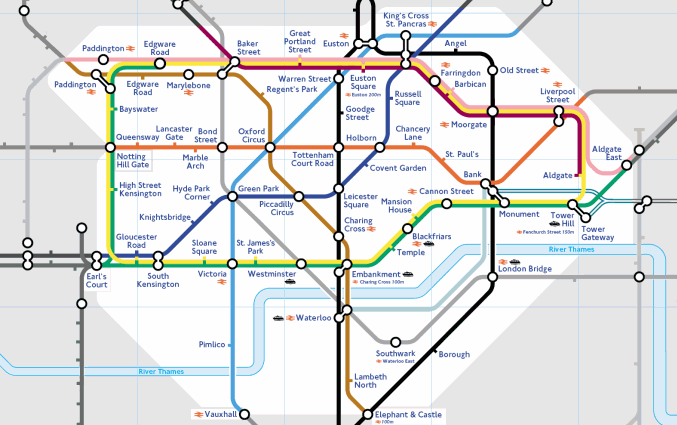 King's Cross
St. Pancras
Great
Portland
Street
Euston
Angel
Paddington
Edgware
Road
Baker
Street
Warren Street
Regent's Park
Euston
Square
Euston 200m
Farringdon
Barbican
Old Street
Liverpool
Street
Paddington
Edgware
Road
Marylebone
Goodge
Street
Russell
Square
Moorgate
Bayswater
Queensway
Lancaster
Gate
Bond
Street
Oxford
Circus
Holborn
Chancery
Lane
Notting
Hill Gate
Marble
Arch
Tottenham
Court Road
St. Paul's
Aldgate
East
Covent Garden
Bank
Aldgate
High Street
Kensington
Hyde Park
Corner
Green Park
Leicester
Square
Mansion
House
Cannon Street
Piccadilly
Circus
Monument
Tower
Hill
Fenchurch Street 150m
Tower
Gateway
Knightsbridge
Charing
Cross
Blackfriars
Gloucester
Road
Sloane
Square
St. James's
Park
Temple
River Thames
London Bridge
Earl's
Court
South
Kensington
Victoria
Westminster
Embankment
Charing Cross 100m
Waterloo
Pimlico
Southwark
Waterloo East
Borough
River Thames
Lambeth
North
Vauxhall
Elephant & Castle
100m